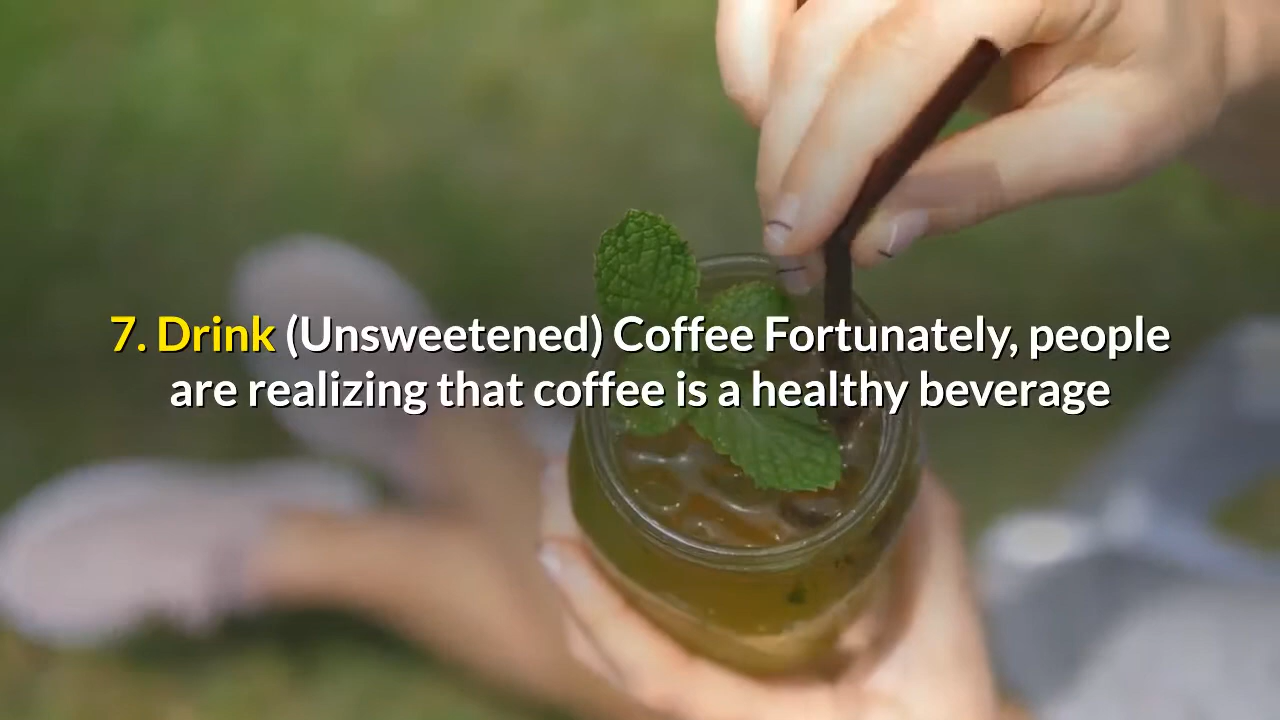 7. Drink (Unsweetened) Coffee Fortunately, people
are realizing that coffee is a healthy beverage